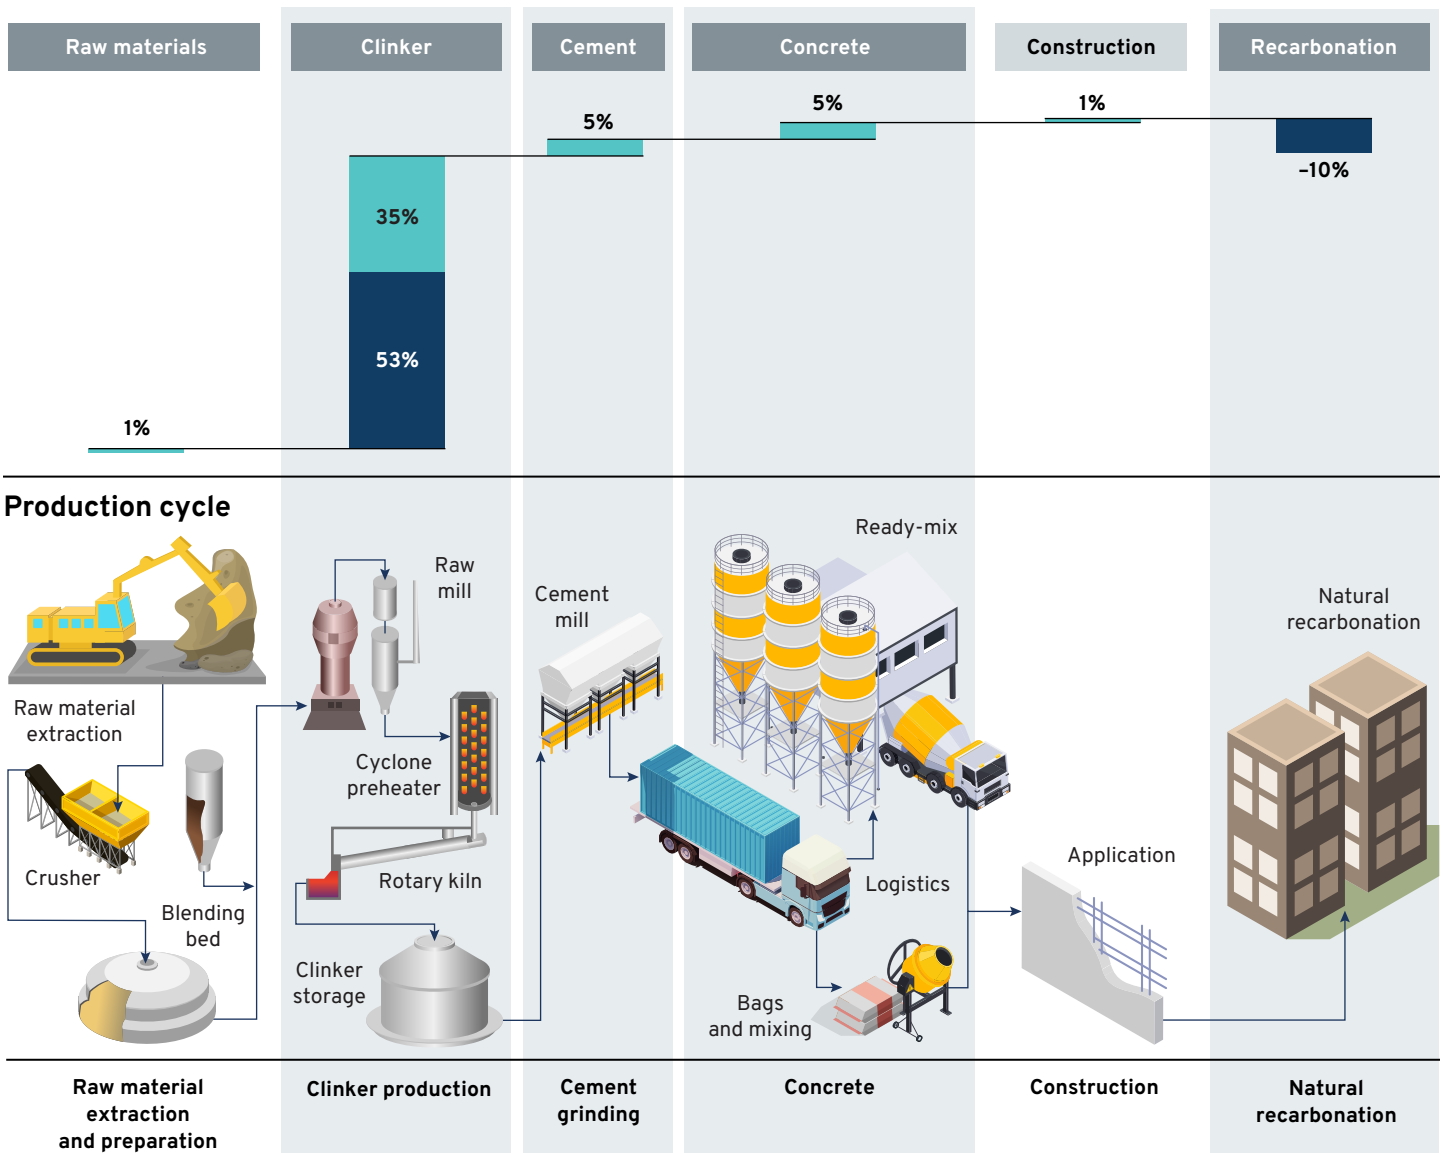 Raw materials
Clinker
Cement
Concrete
Construction
Recarbonation
1%
35%
53%
5%
5%
1%
–10%
Production cycle
Raw material
extraction
Crusher
Blending
bed
Raw
mill
Cyclone
preheater
Rotary kiln
Clinker
storage
Cement
mill
Ready-mix
Logistics
Bags
and mixing
Application
Natural
recarbonation
Raw material
extraction
and preparation
Clinker production
Cement
grinding
Concrete
Construction
Natural
recarbonation